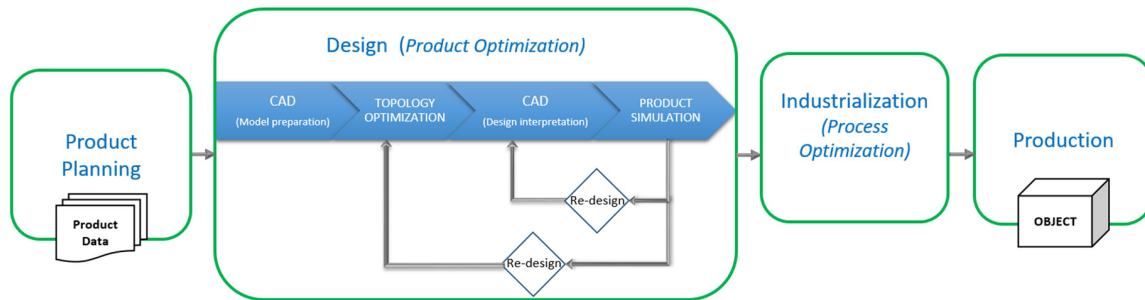 Design (Product Optimization)
CAD
(Model preparation)
TOPOLOGY
OPTIMIZATION
CAD
(Design interpretation)
PRODUCT
SIMULATION
Re-design
Re-design
Product
Planning
Product
Data
Industrialization
(Process
Optimization)
Production
OBJECT